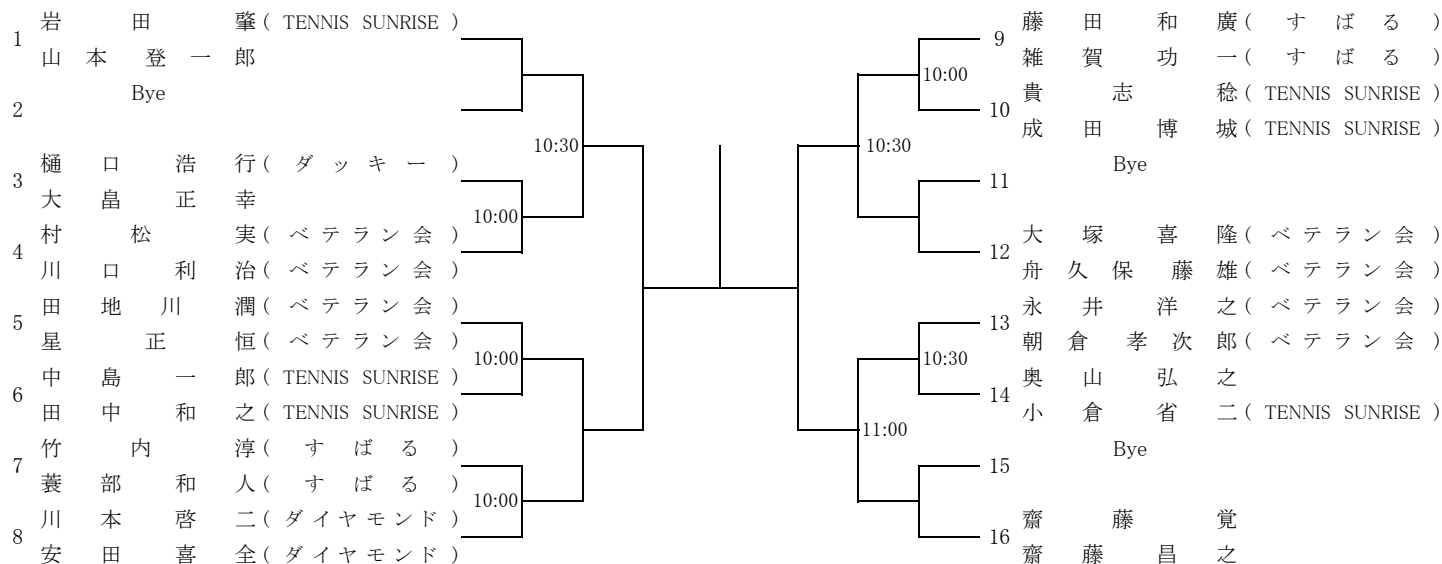 1
岩田肇( TENNIS SUNRISE )
山本登一郎
2
Bye
10:30
3
樋口浩行( ダッキー )
大畠正幸
10:00
4
村松実( ベテラン会 )
川口利治( ベテラン会 )
5
田地川潤( ベテラン会 )
星正恒( ベテラン会 )
10:00
6
中島一郎( TENNIS SUNRISE )
田中和之( TENNIS SUNRISE )
7
竹内淳( すばる )
蓑部和人( すばる )
10:00
8
川本啓二( ダイヤモンド )
安田喜全( ダイヤモンド )
9
藤田和廣( すばる )
雑賀功一( すばる )
10:00
10
貴志稔( TENNIS SUNRISE )
成田博城( TENNIS SUNRISE )
10:30
11
Bye
12
大塚喜隆( ベテラン会 )
舟久保藤雄( ベテラン会 )
13
永井洋之( ベテラン会 )
朝倉孝次郎( ベテラン会 )
10:30
14
奥山弘之
小倉省二( TENNIS SUNRISE )
11:00
15
Bye
16
齋藤覚
齋藤昌之